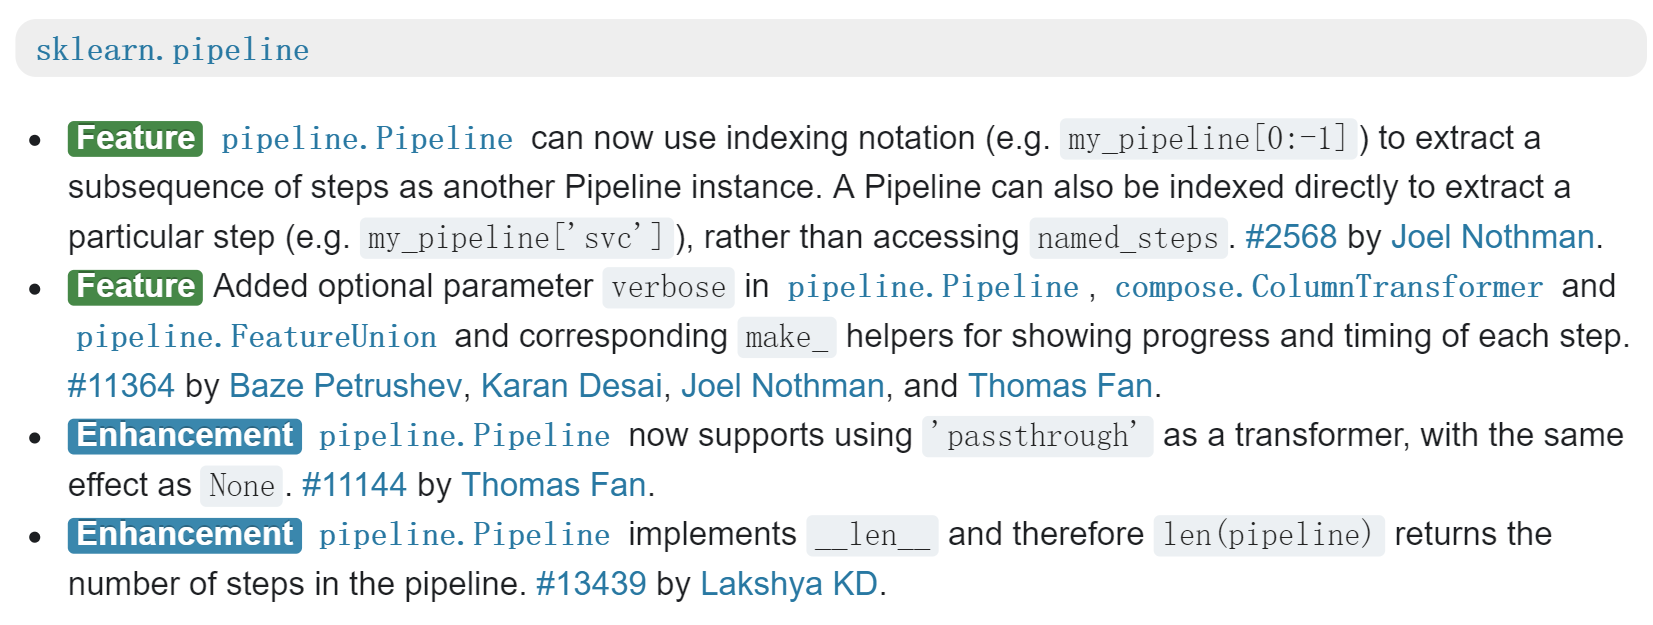 sklearn.pipeline
• Feature pipeline.Pipeline can now use indexing notation (e.g. my_pipeline[0:-1]) to extract a
subsequence of steps as another Pipeline instance. A Pipeline can also be indexed directly to extract a
particular step (e.g. my_pipeline['svc']), rather than accessing named_steps. #2568 by Joel Nothman.
• Feature Added optional parameter verbose in pipeline.Pipeline, compose.ColumnTransformer and
pipeline.FeatureUnion and corresponding make_ helpers for showing progress and timing of each step.
#11364 by Baze Petrushev, Karan Desai, Joel Nothman, and Thomas Fan.
• Enhancement pipeline.Pipeline now supports using 'passthrough' as a transformer, with the same
effect as None. #11144 by Thomas Fan.
• Enhancement pipeline.Pipeline implements __len__ and therefore len(pipeline) returns the
number of steps in the pipeline. #13439 by Lakshya KD.